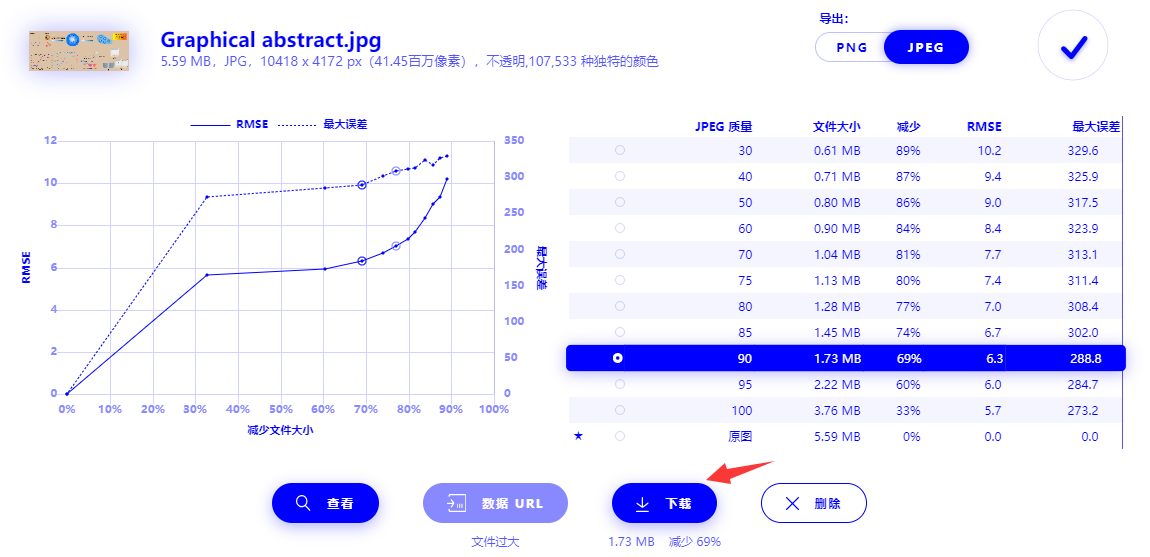 导出：
Graphical abstract.jpg
PNG JPEG
5.59 MB，JPG，10418 x 4172 px（41.45百万像素），不透明,107,533 种独特的颜色
RMSE 最大误差
12
10
8
6
4
2
0
RMSE
350
300
250
200
150
100
50
0
最大误差
0% 10% 20% 30% 40% 50% 60% 70% 80% 90% 100%
减少文件大小
JPEG 质量 文件大小 减少 RMSE 最大误差
30 0.61 MB 89% 10.2 329.6
40 0.71 MB 87% 9.4 325.9
50 0.80 MB 86% 9.0 317.5
60 0.90 MB 84% 8.4 323.9
70 1.04 MB 81% 7.7 313.1
75 1.13 MB 80% 7.4 311.4
80 1.28 MB 77% 7.0 308.4
85 1.45 MB 74% 6.7 302.0
90 1.73 MB 69% 6.3 288.8
95 2.22 MB 60% 6.0 284.7
100 3.76 MB 33% 5.7 273.2
★ 原图 5.59 MB 0% 0.0 0.0
查看 数据 URL 下载 删除
文件过大 1.73 MB 减少 69%